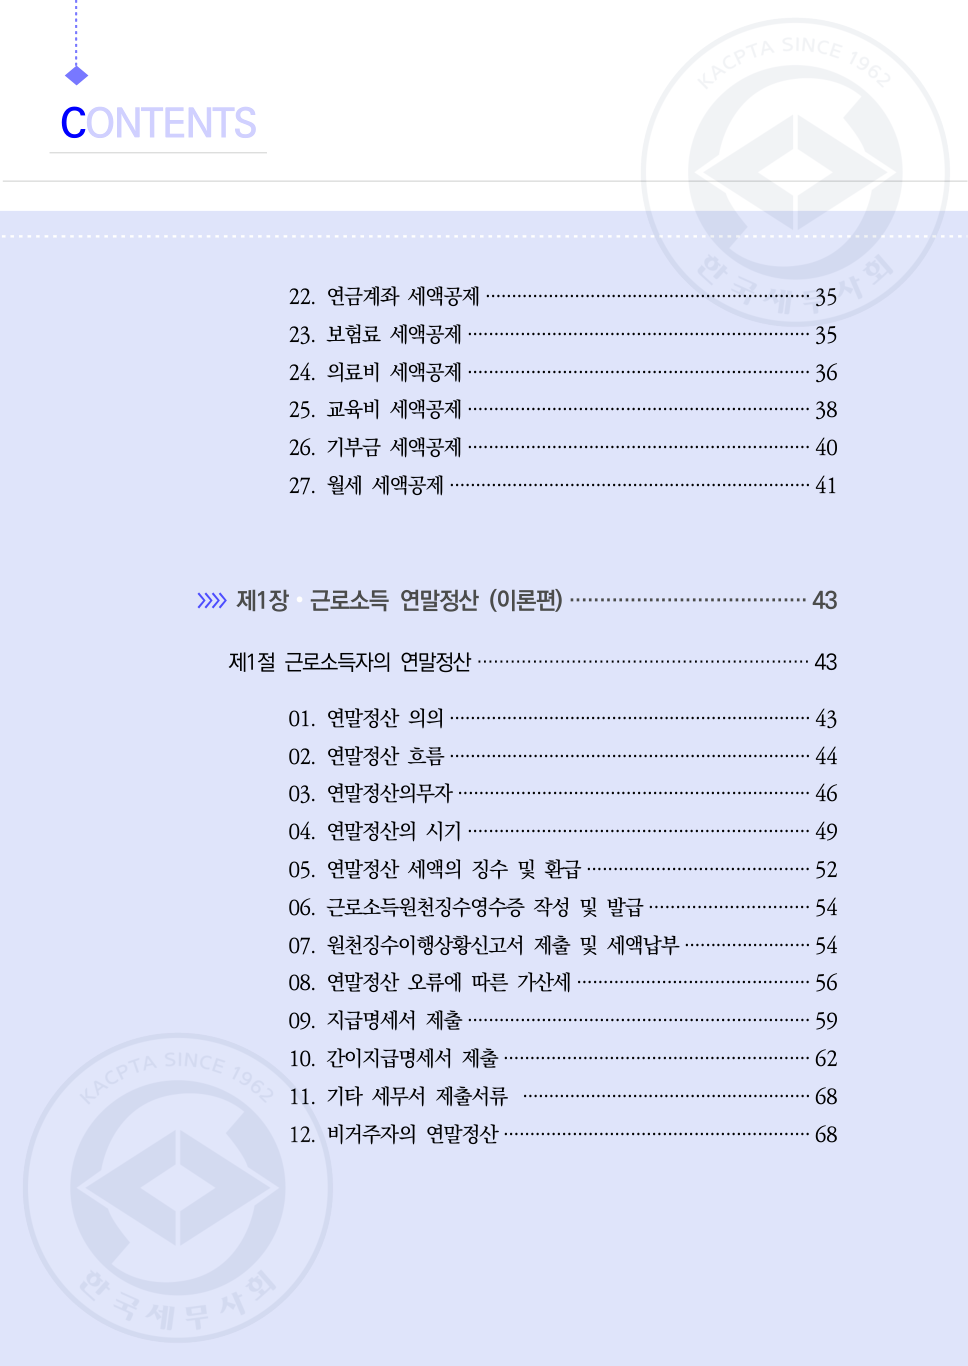 KACPTA SINCE 1962
CONTENTS
한국세무사회
22. 연금계좌 세액공제 ································ 35
23. 보험료 세액공제 ································ 35
24. 의료비 세액공제 ································ 36
25. 교육비 세액공제 ································ 38
26. 기부금 세액공제 ································ 40
27. 월세 세액공제 ································ 41
제1장 • 근로소득 연말정산 (이론편) ································ 43
제1절 근로소득자의 연말정산 ································ 43
01. 연말정산 의의 ································ 43
02. 연말정산 흐름 ································ 44
03. 연말정산의무자 ································ 46
04. 연말정산의 시기 ································ 49
05. 연말정산 세액의 징수 및 환급 ································ 52
06. 근로소득원천징수영수증 작성 및 발급 ································ 54
07. 원천징수이행상황신고서 제출 및 세액납부 ································ 54
08. 연말정산 오류에 따른 가산세 ································ 56
09. 지급명세서 제출 ································ 59
10. 간이지급명세서 제출 ································ 62
11. 기타 세무서 제출서류 ································ 68
12. 비거주자의 연말정산 ································ 68
KACPTA SINCE 1962
한국세무사회